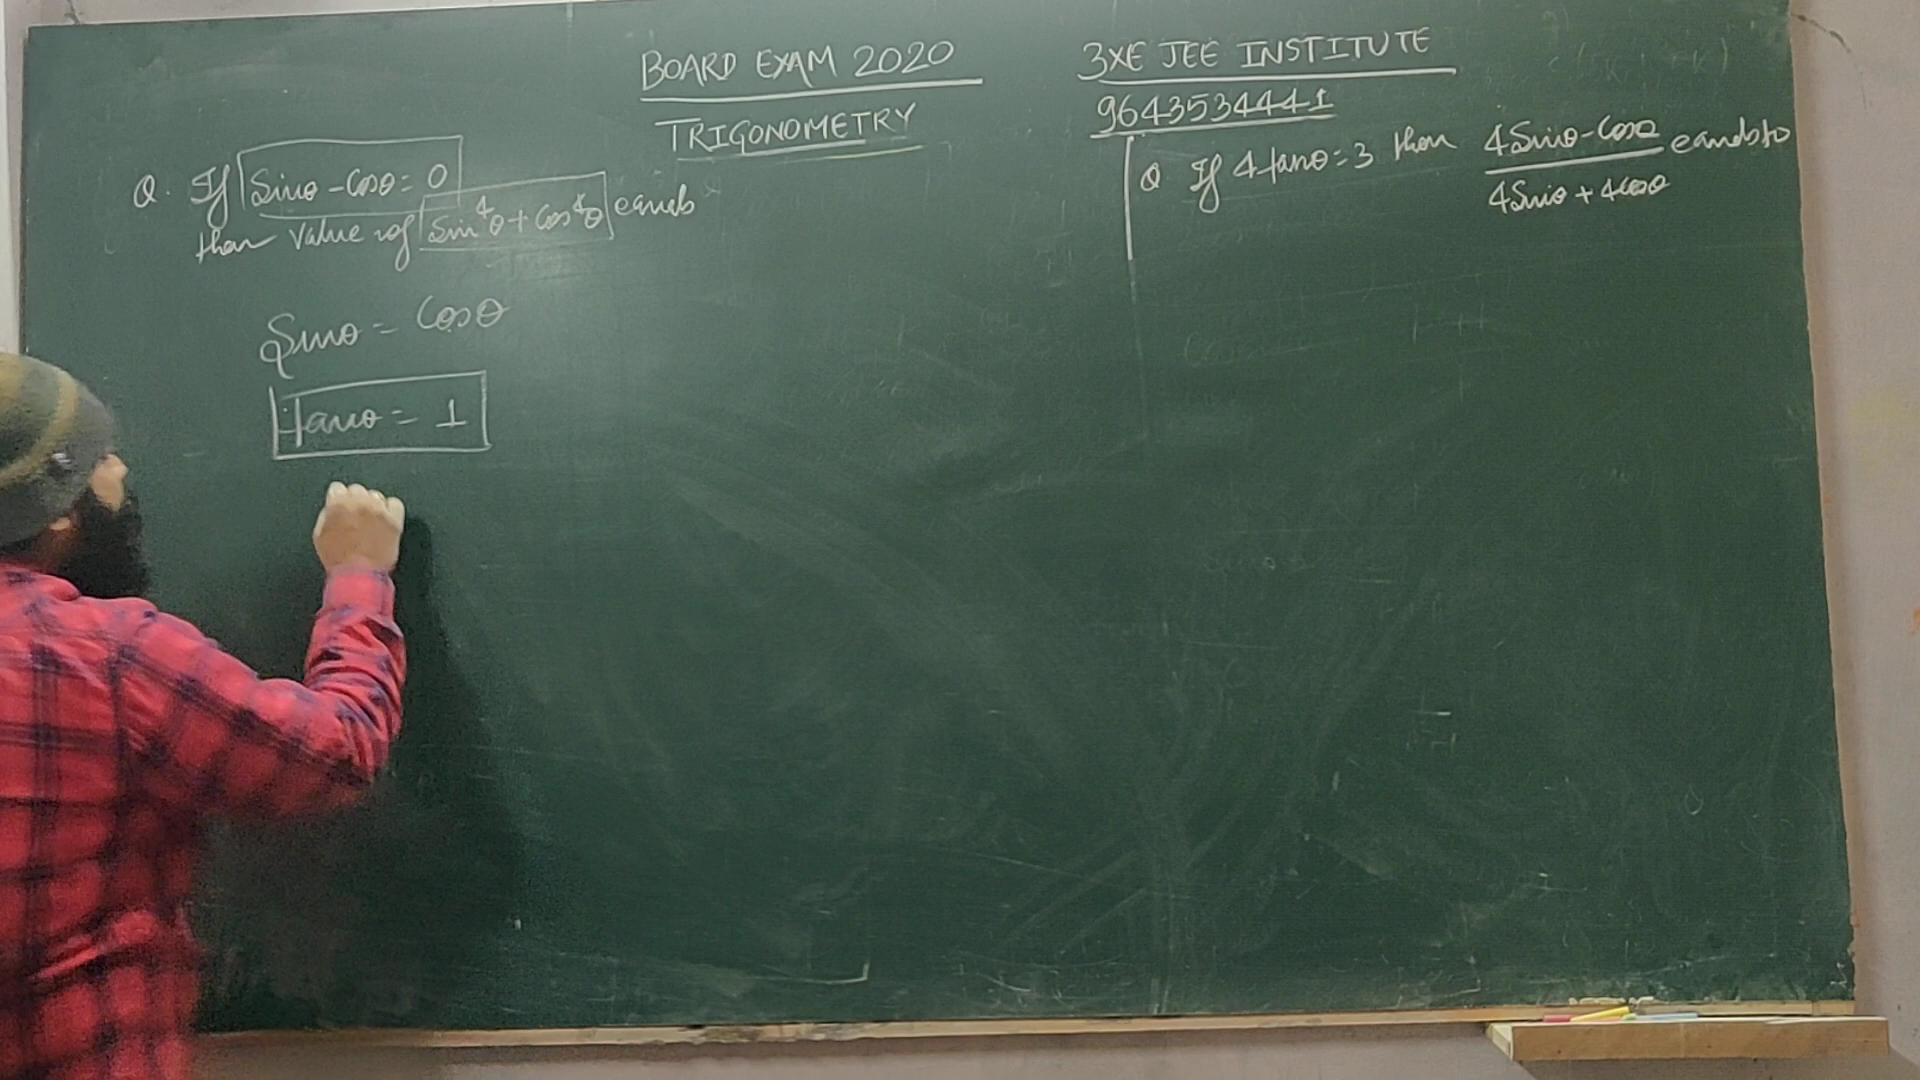 BOARD EXAM 2020
TRIGONOMETRY
3XE JEE INSTITUTE
9643534441
Q. If Sinθ - Cosθ = 0
then value of Sin⁴θ + Cos⁴θ equals
Sinθ = Cosθ
tanθ = 1
Q If 4 tanθ = 3 then 4Sinθ - Cosθ / 4Sinθ + 4Cosθ equals to